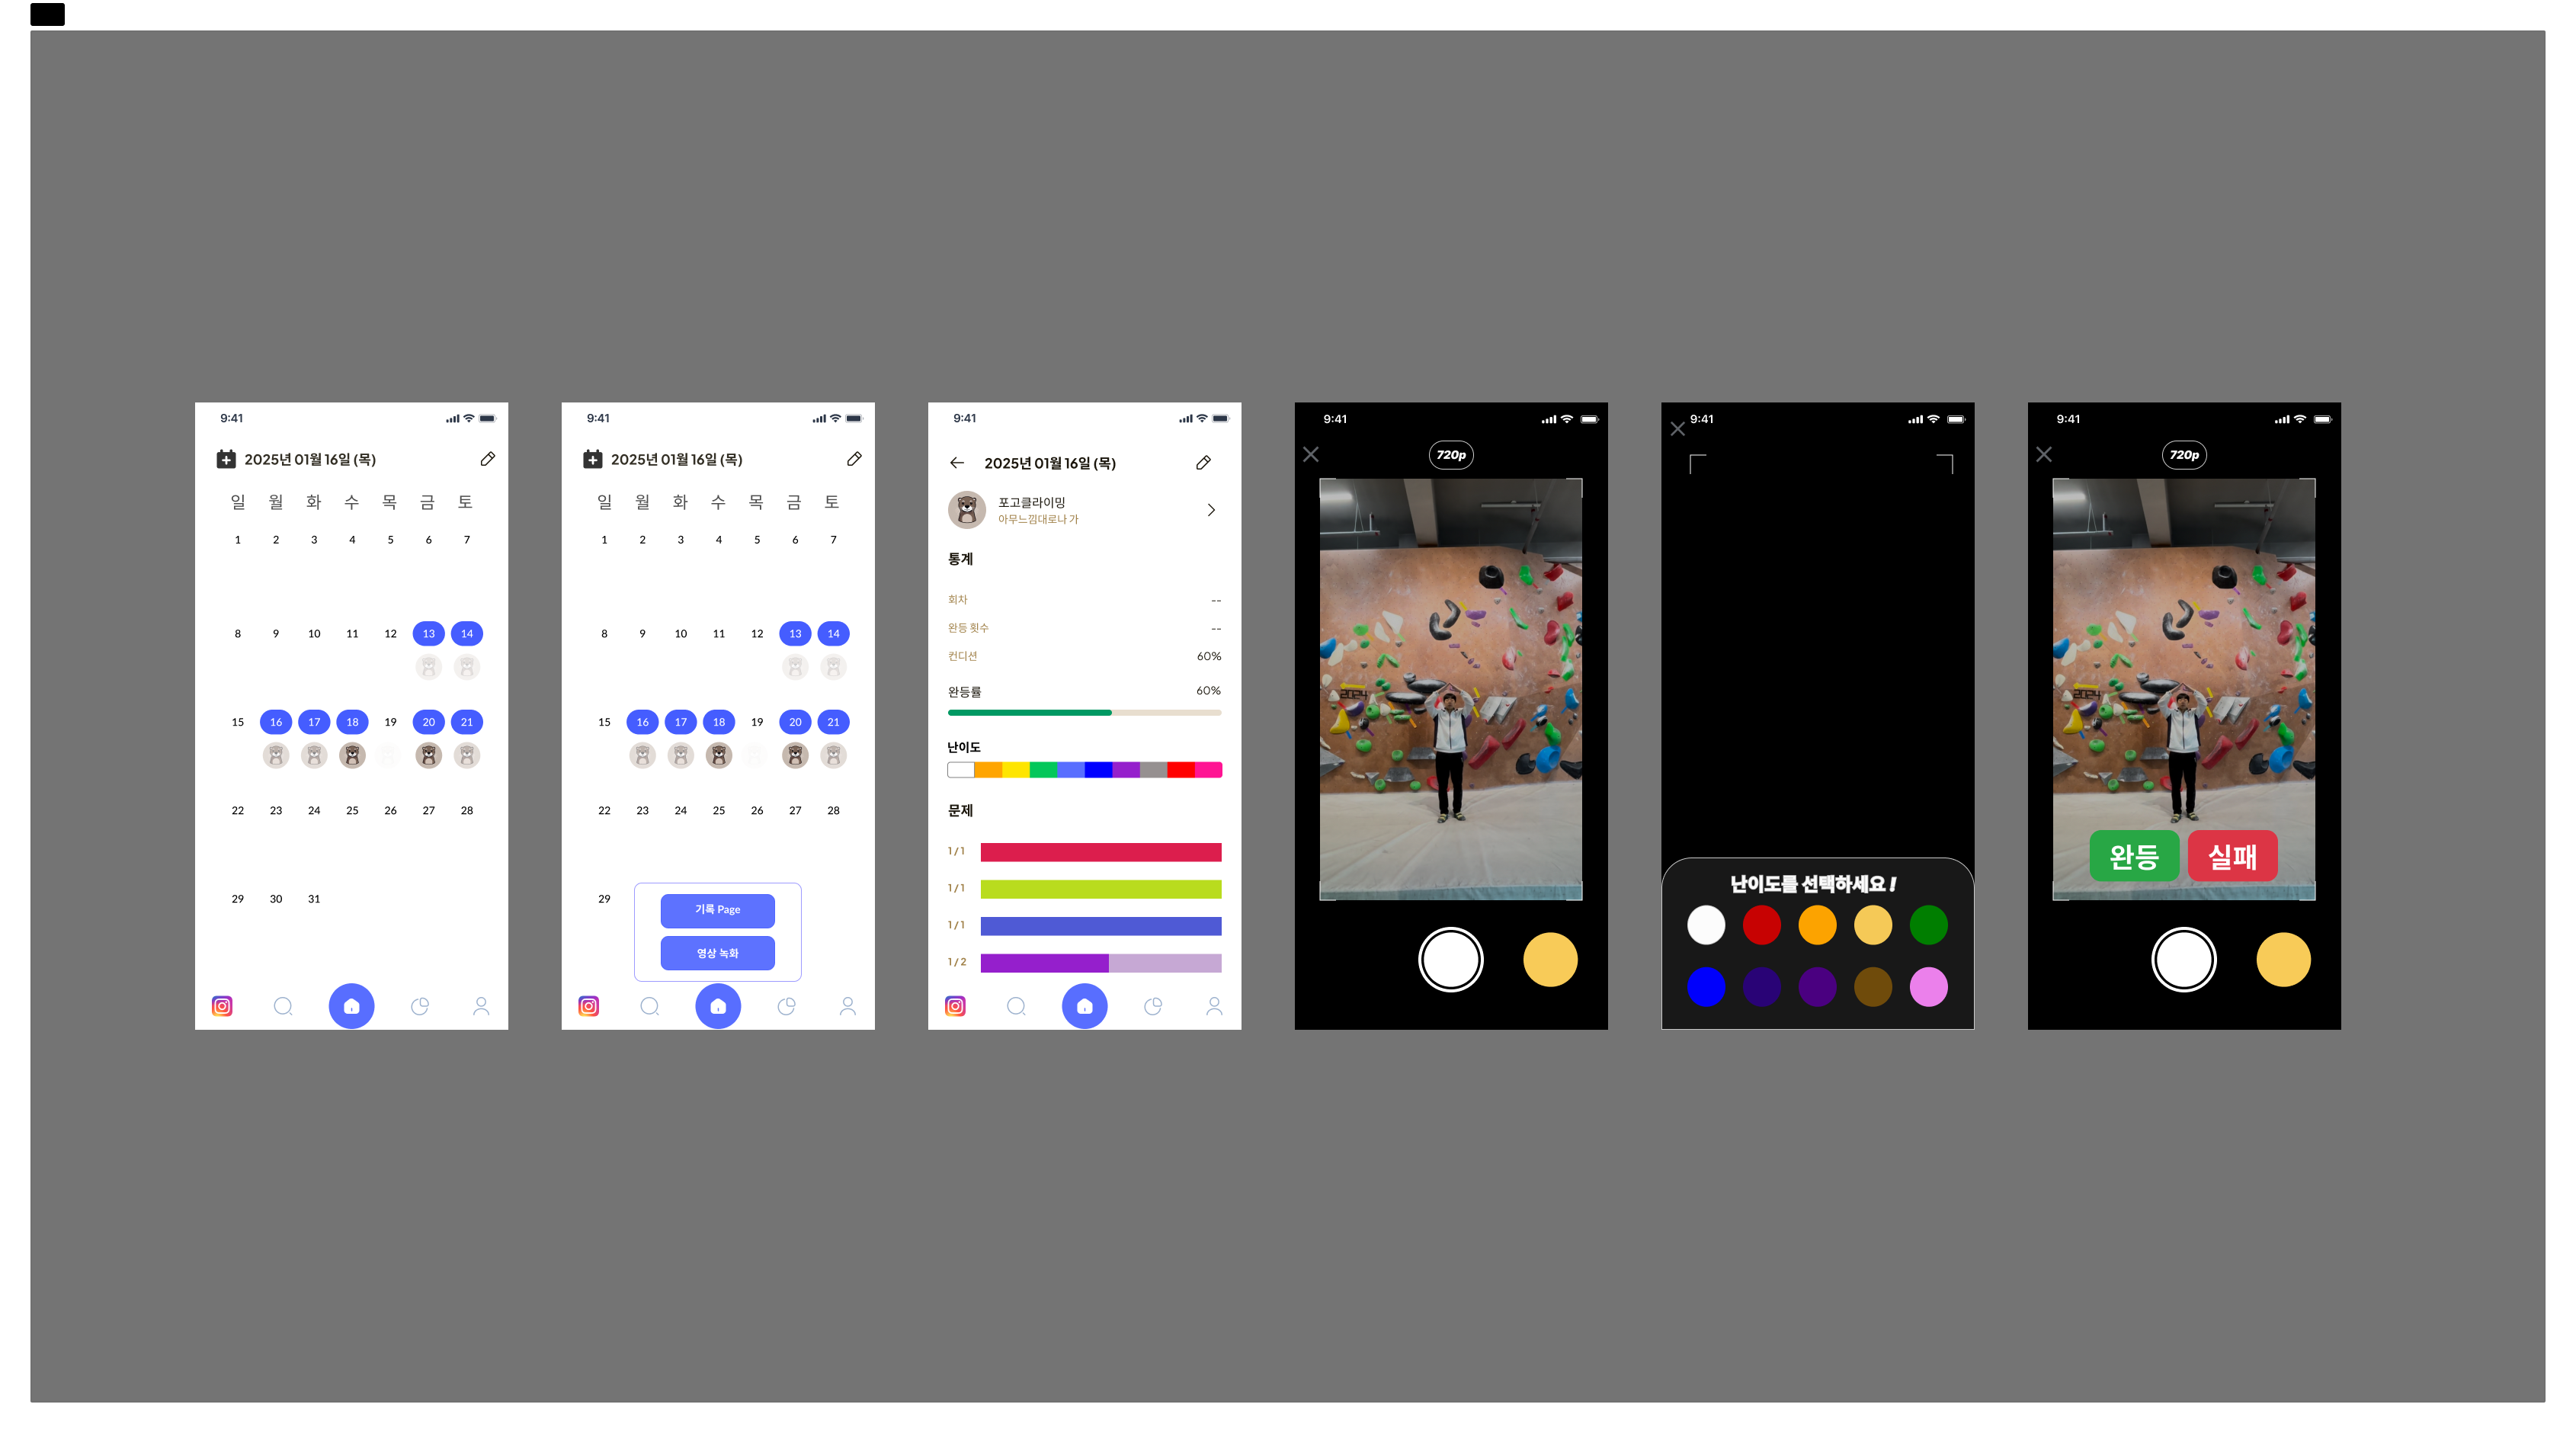 9:41
2025년 01월 16일 (목)
일 월 화 수 목 금 토
1 2 3 4 5 6 7
8 9 10 11 12 13 14
15 16 17 18 19 20 21
22 23 24 25 26 27 28
29 30 31
9:41
2025년 01월 16일 (목)
일 월 화 수 목 금 토
1 2 3 4 5 6 7
8 9 10 11 12 13 14
15 16 17 18 19 20 21
22 23 24 25 26 27 28
29
기록 Page
영상 녹화
9:41
2025년 01월 16일 (목)
포고클라이밍
아무느낌대로나 가
통계
회차 --
완등 횟수 --
컨디션 60%
완등률 60%
난이도
문제
1 / 1
1 / 1
1 / 1
1 / 2
9:41
720p
2024
9:41
난이도를 선택하세요 !
9:41
720p
2024
완등 실패